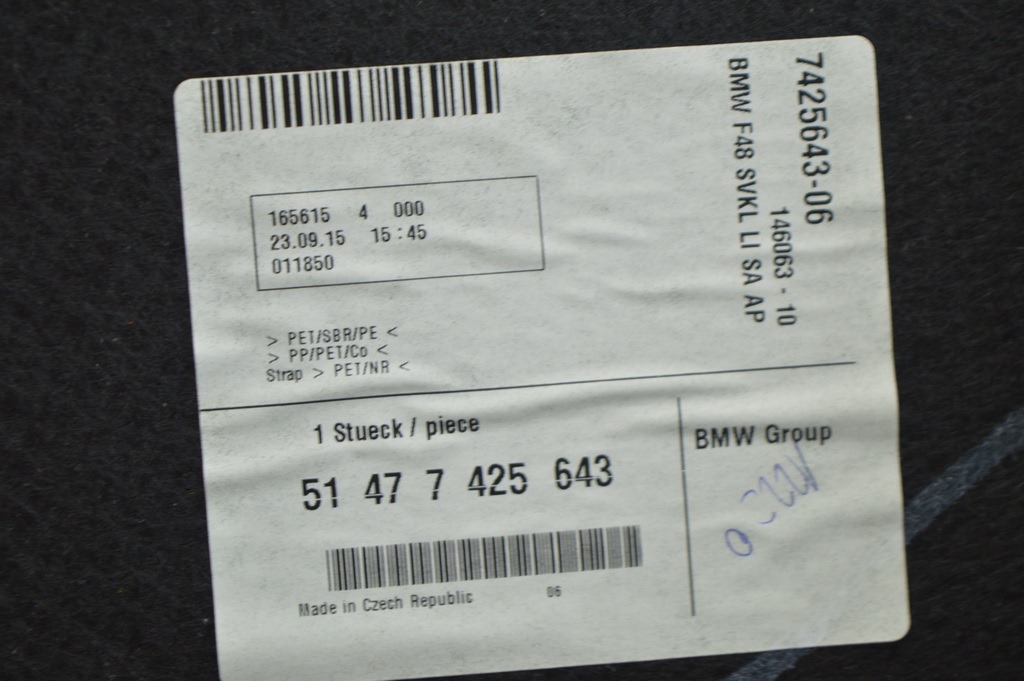 165615 4 000
23.09.15 15:45
011850
> PET/SBR/PE <
> PP/PET/Co <
Strap > PET/NR <
7425643-06
146063 - 10
BMW F48 SVKL LI SA AP
1 Stueck / piece
51 47 7 425 643
Made in Czech Republic 06
BMW Group